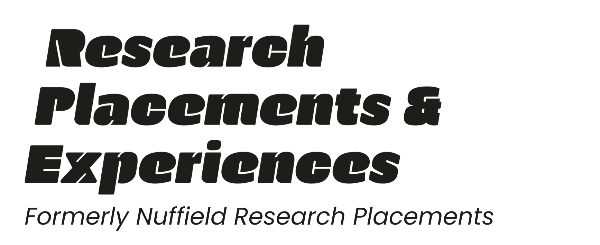 Research
Placements &
Experiences
Formerly Nuffield Research Placements